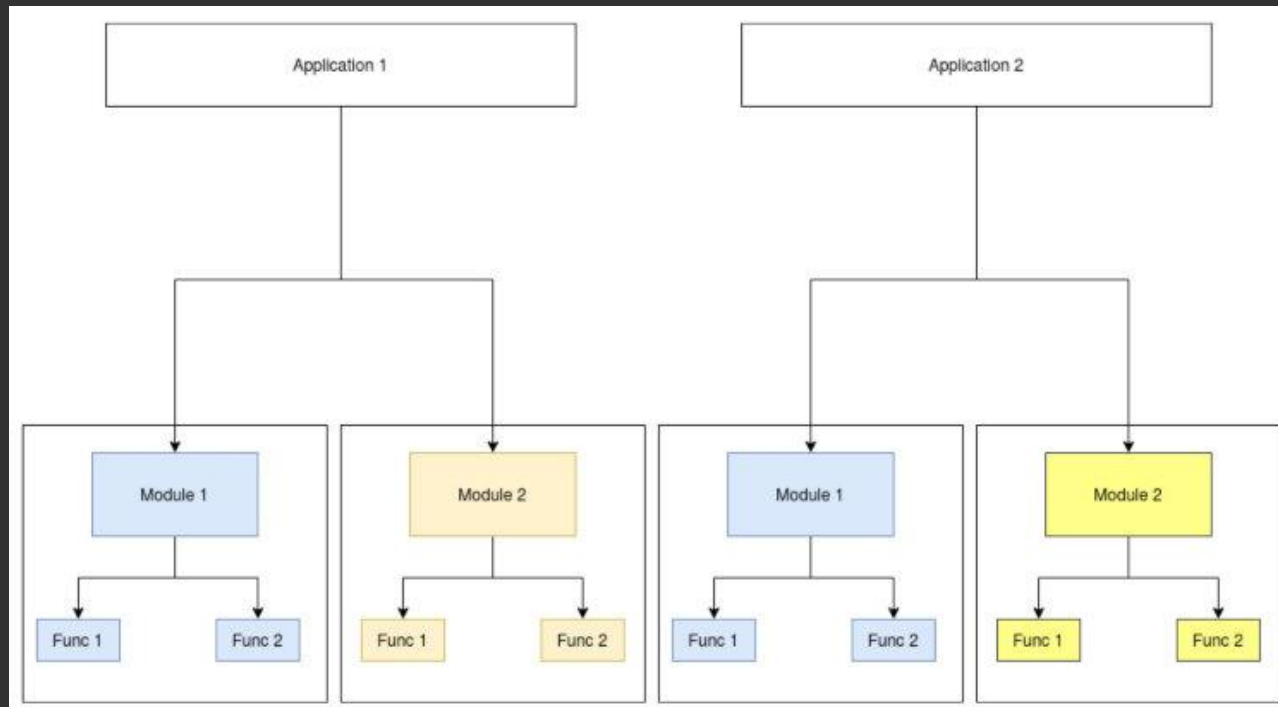 Application 1
Application 2
Module 1
Module 2
Module 1
Module 2
Func 1
Func 2
Func 1
Func 2
Func 1
Func 2
Func 1
Func 2